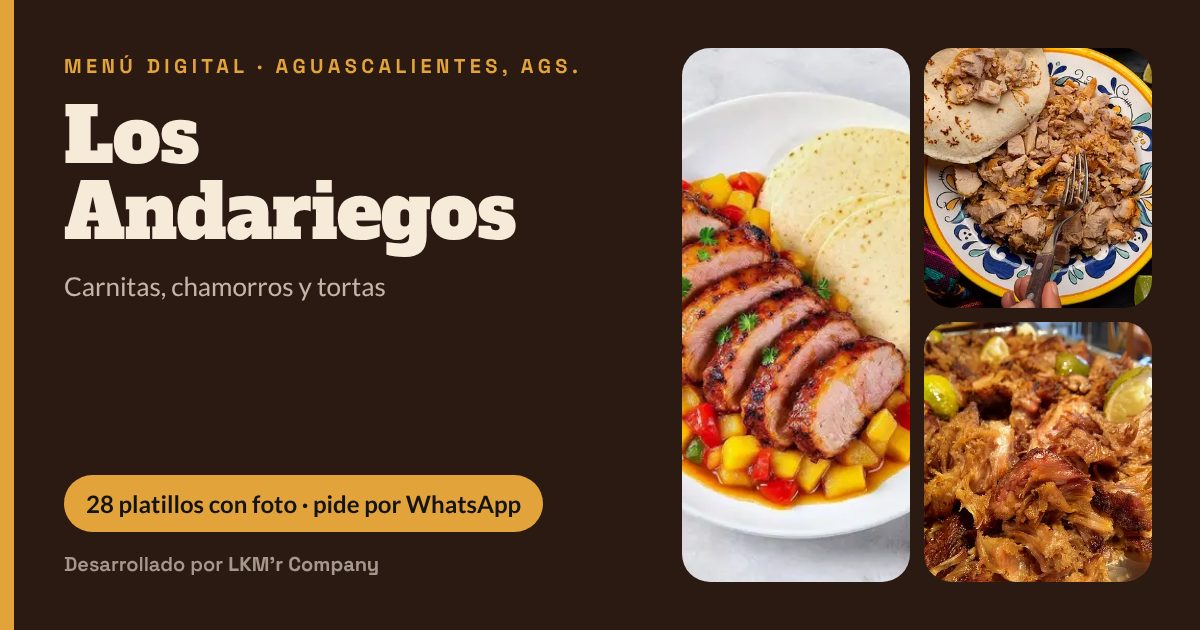 MENÚ DIGITAL · AGUASCALIENTES, AGS.
Los
Andariegos
Carnitas, chamorros y tortas
28 platillos con foto · pide por WhatsApp
Desarrollado por LKM’r Company